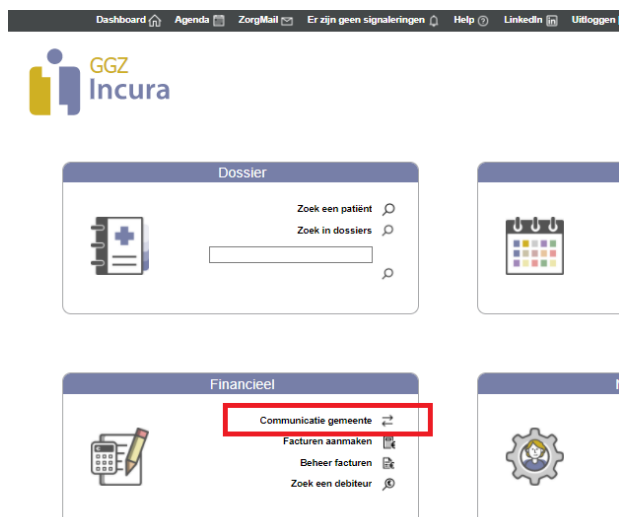 Dashboard Agenda ZorgMail Er zijn geen signaleringen Help LinkedIn Uitloggen
GGZ
Incura
Dossier
Zoek een patiënt
Zoek in dossiers
Financieel
Communicatie gemeente
Facturen aanmaken
Beheer facturen
Zoek een debiteur